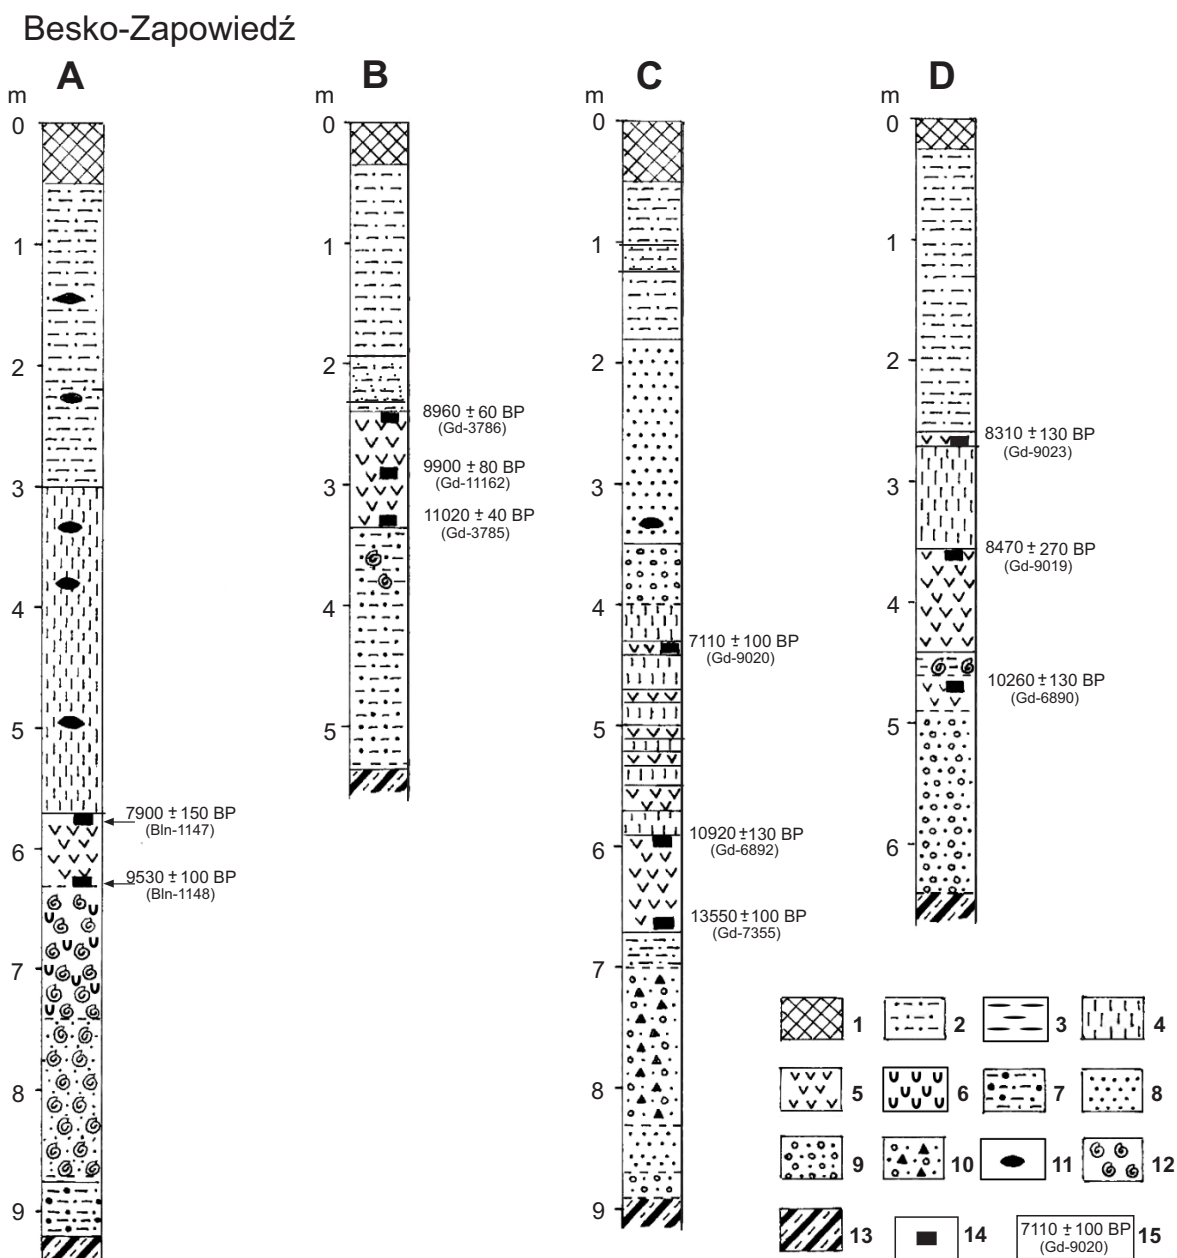 Besko-Zapowiedź
A
B
C
D
m
m
m
m
0
1
2
3
4
5
6
7
8
9
7900 ± 150 BP
(Bln-1147)
9530 ± 100 BP
(Bln-1148)
0
1
2
3
4
5
8960 ± 60 BP
(Gd-3786)
9900 ± 80 BP
(Gd-11162)
11020 ± 40 BP
(Gd-3785)
0
1
2
3
4
5
6
7
8
9
7110 ± 100 BP
(Gd-9020)
10920 ± 130 BP
(Gd-6892)
13550 ± 100 BP
(Gd-7355)
0
1
2
3
4
5
6
8310 ± 130 BP
(Gd-9023)
8470 ± 270 BP
(Gd-9019)
10260 ± 130 BP
(Gd-6890)
1
2
3
4
5
6
7
8
9
10
11
12
13
14
7110 ± 100 BP
(Gd-9020)
15